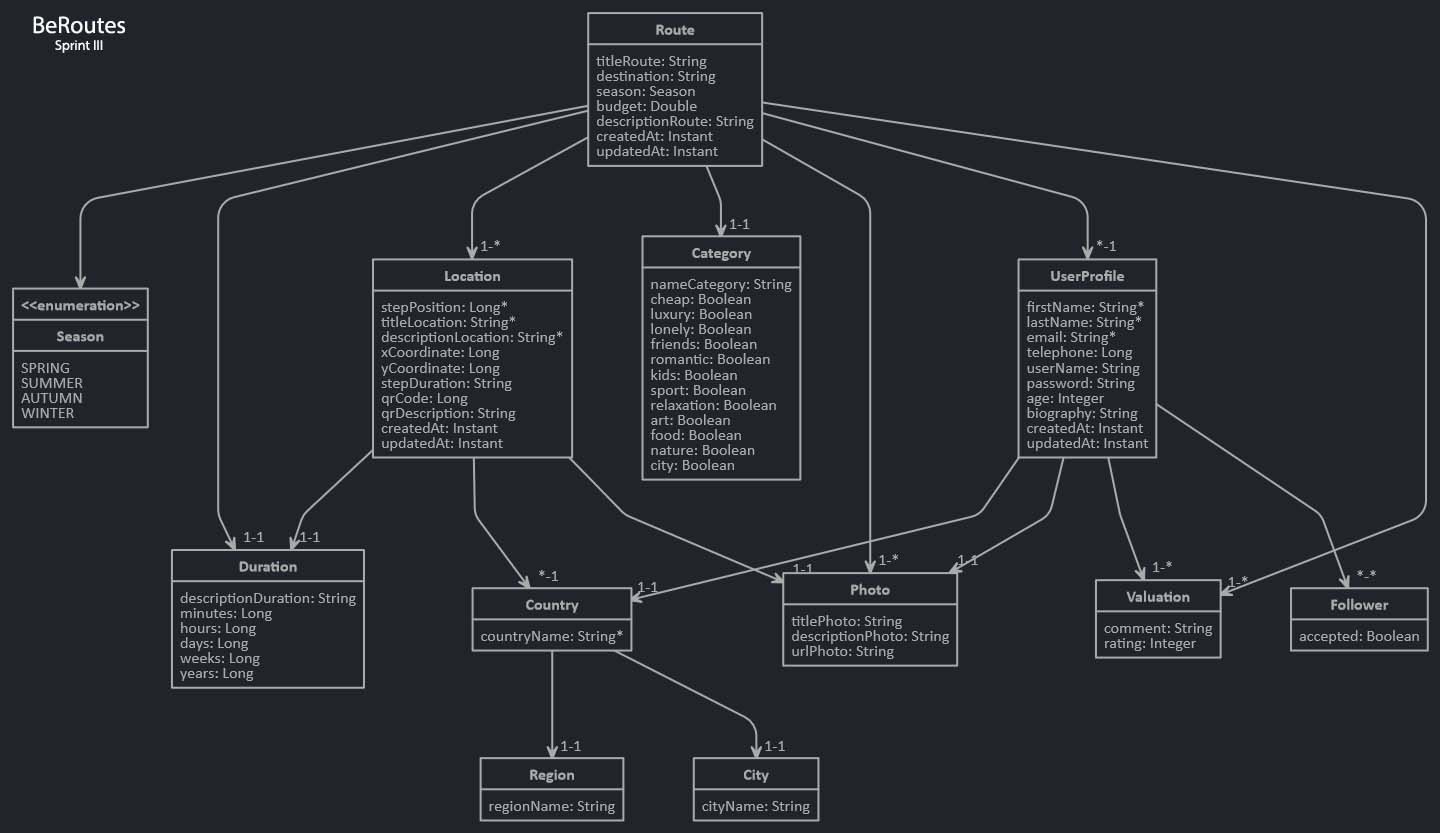 BeRoutes
Sprint III
Route
titleRoute: String
destination: String
season: Season
budget: Double
descriptionRoute: String
createdAt: Instant
updatedAt: Instant
1-*
1-1
*-1
<<enumeration>>
Season
SPRING
SUMMER
AUTUMN
WINTER
Location
stepPosition: Long*
titleLocation: String*
descriptionLocation: String*
xCoordinate: Long
yCoordinate: Long
stepDuration: String
qrCode: Long
qrDescription: String
createdAt: Instant
updatedAt: Instant
Category
nameCategory: String
cheap: Boolean
luxury: Boolean
lonely: Boolean
friends: Boolean
romantic: Boolean
kids: Boolean
sport: Boolean
relaxation: Boolean
art: Boolean
food: Boolean
nature: Boolean
city: Boolean
UserProfile
firstName: String*
lastName: String*
email: String*
telephone: Long
userName: String
password: String
age: Integer
biography: String
createdAt: Instant
updatedAt: Instant
1-1
1-1
*-1
1-1
1-1
1-*
1-1
1-*
1-*
*-*
Duration
descriptionDuration: String
minutes: Long
hours: Long
days: Long
weeks: Long
years: Long
Country
countryName: String*
Photo
titlePhoto: String
descriptionPhoto: String
urlPhoto: String
Valuation
comment: String
rating: Integer
Follower
accepted: Boolean
1-1
1-1
Region
regionName: String
City
cityName: String